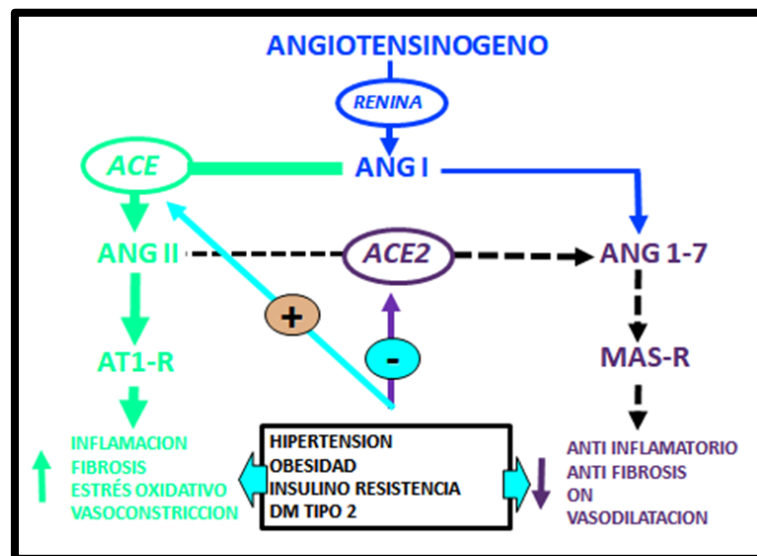 ANGIOTENSINOGENO
RENINA
ACE
ANG I
ANG II
ACE2
ANG 1-7
+
-
AT1-R
MAS-R
INFLAMACION
FIBROSIS
ESTRÉS OXIDATIVO
VASOCONSTRICCION
HIPERTENSION
OBESIDAD
INSULINO RESISTENCIA
DM TIPO 2
ANTI INFLAMATORIO
ANTI FIBROSIS
ON
VASODILATACION